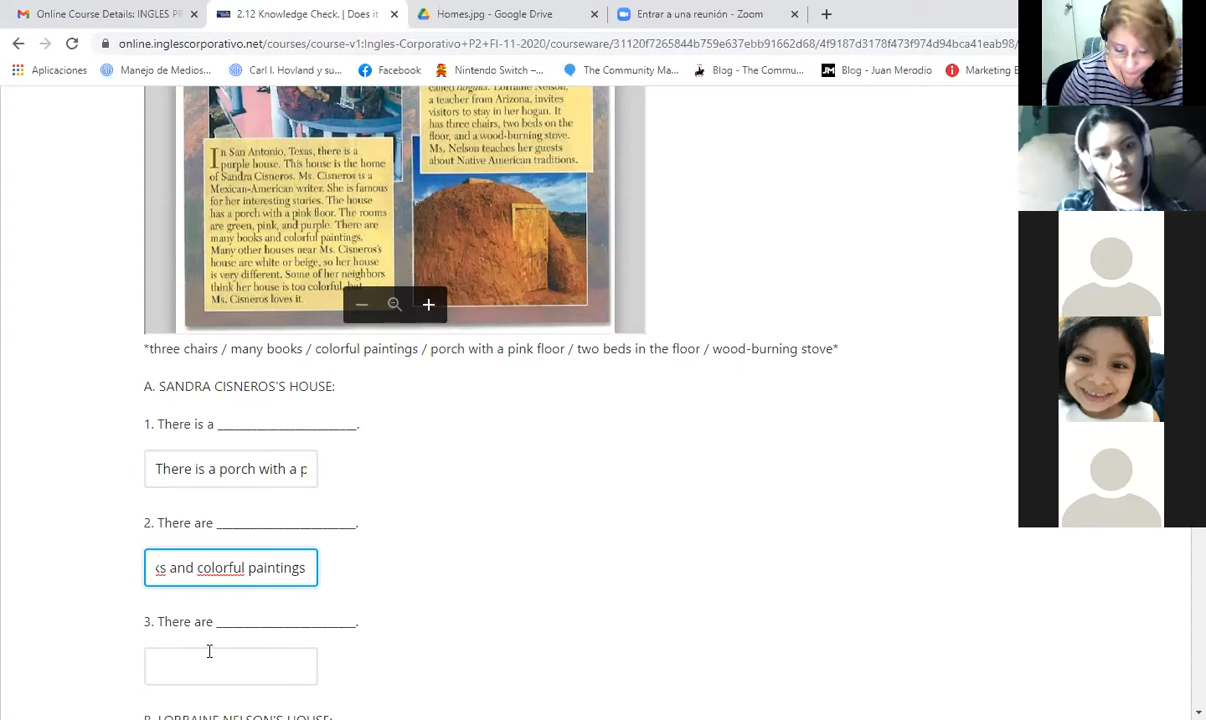 Online Course Details: INGLES PR
2.12 Knowledge Check. | Does it
Homes.jpg - Google Drive
Entrar a una reunión - Zoom
online.inglescorporativo.net/courses/course-v1:Ingles-Corporativo+P2+FI-11-2020/courseware/31120f7265844b759e637ebb91662d68/4f9187d3178f473f974d94bca41eab98/
Aplicaciones
Manejo de Medios...
Carl I. Hovland y su...
Facebook
Nintendo Switch –...
The Community Ma...
Blog - The Commu...
Blog - Juan Merodio
Marketing E
called hogans. Lorraine Nelson,
a teacher from Arizona, invites
visitors to stay in her hogan. It
has three chairs, two beds on the
floor, and a wood-burning stove.
Ms. Nelson teaches her guests
about Native American traditions.
In San Antonio, Texas, there is a
purple house. This house is the home
of Sandra Cisneros. Ms. Cisneros is a
Mexican-American writer. She is famous
for her interesting stories. The house
has a porch with a pink floor. The rooms
are green, pink, and purple. There are
many books and colorful paintings.
Many other houses near Ms. Cisneros's
house are white or beige, so her house
is very different. Some of her neighbors
think her house is too colorful, but
Ms. Cisneros loves it.
*three chairs / many books / colorful paintings / porch with a pink floor / two beds in the floor / wood-burning stove*
A. SANDRA CISNEROS'S HOUSE:
1. There is a ______________________.
There is a porch with a p
2. There are ______________________.
ks and colorful paintings
3. There are ______________________.
B. LORRAINE NELSON'S HOUSE: